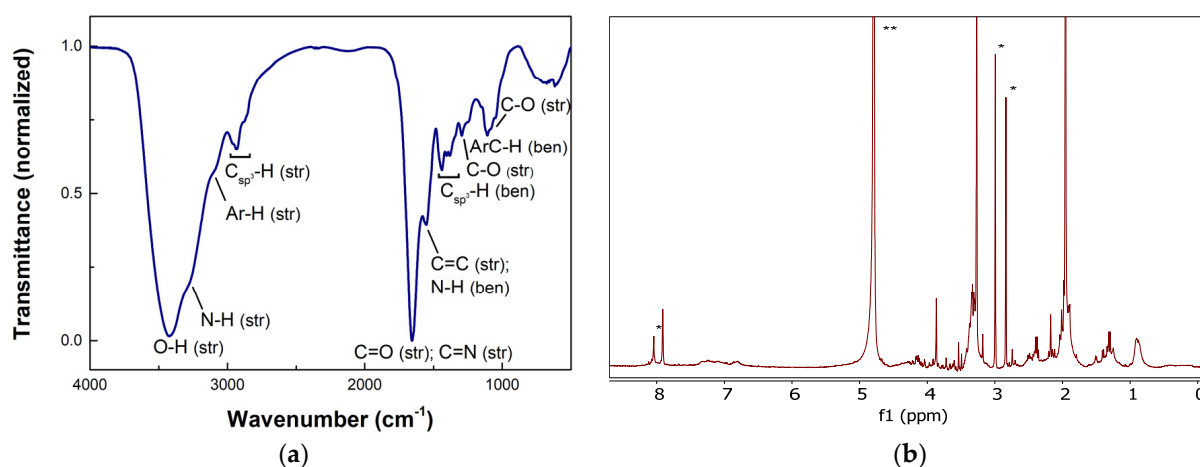 Transmittance (normalized)
1.0
0.5
0.0
C-O (str)
ArC-H (ben)
C-O (str)
Csp³-H (str)
Csp³-H (ben)
Ar-H (str)
C=C (str);
N-H (ben)
N-H (str)
O-H (str)
C=O (str); C=N (str)
4000 3000 2000 1000
Wavenumber (cm⁻¹)
(a)
**
*
*
*
8 7 6 5 4 3 2 1 0
f1 (ppm)
(b)